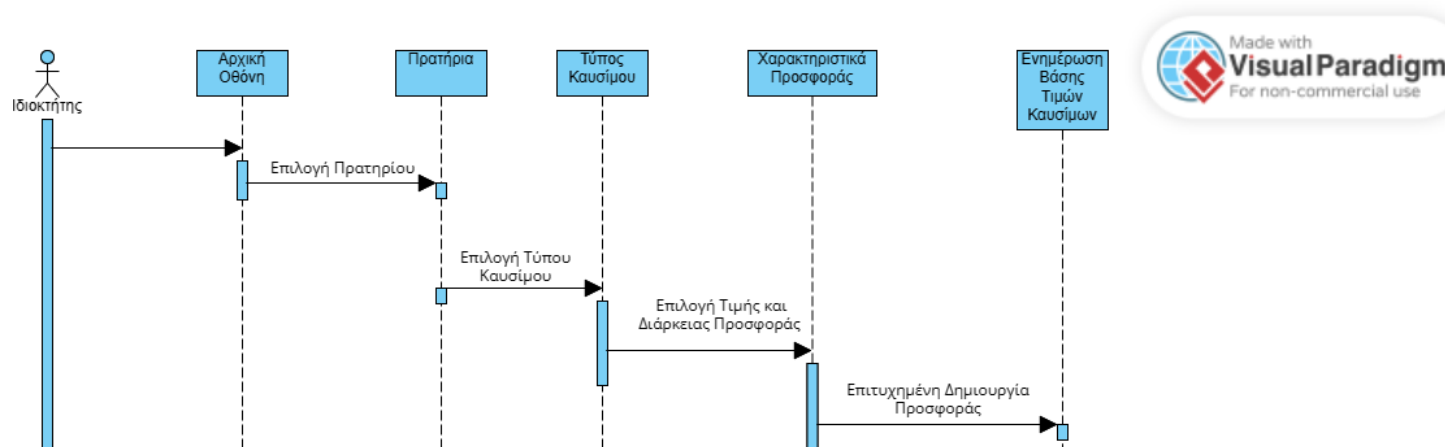 Made with
Visual Paradigm
For non-commercial use
Ιδιοκτήτης
Αρχική
Οθόνη
Πρατήρια
Τύπος
Καυσίμου
Χαρακτηριστικά
Προσφοράς
Ενημέρωση
Βάσης
Τιμών
Καυσίμων
Επιλογή Πρατηρίου
Επιλογή Τύπου
Καυσίμου
Επιλογή Τιμής και
Διάρκειας Προσφοράς
Επιτυχημένη Δημιουργία
Προσφοράς